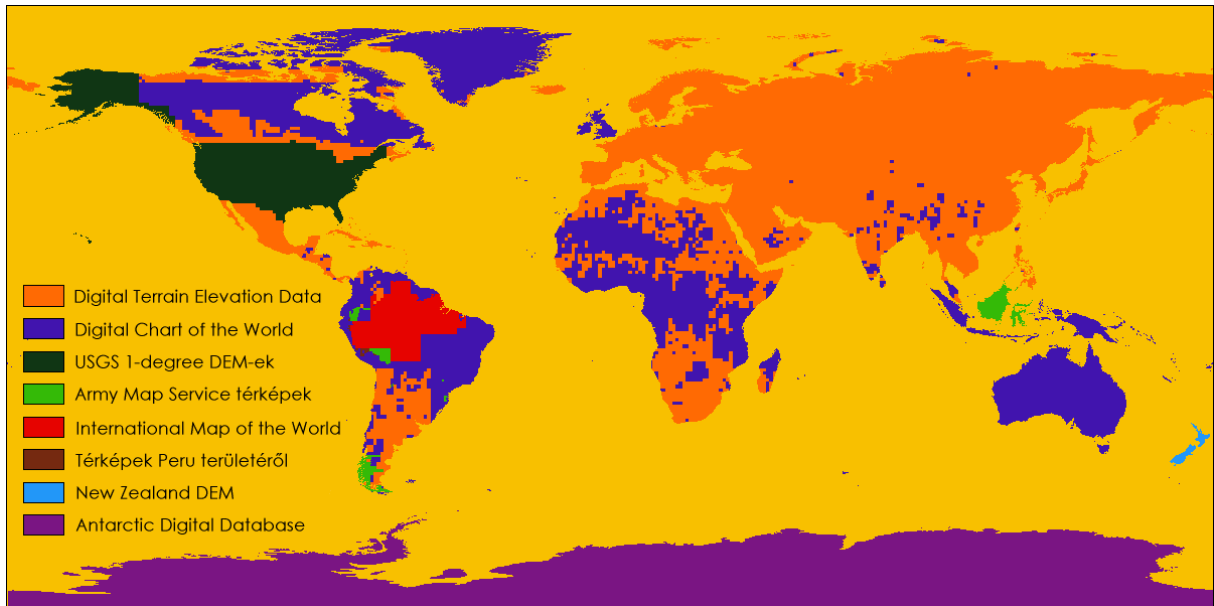 Digital Terrain Elevation Data
Digital Chart of the World
USGS 1-degree DEM-ek
Army Map Service térképek
International Map of the World
Térképek Peru területéről
New Zealand DEM
Antarctic Digital Database